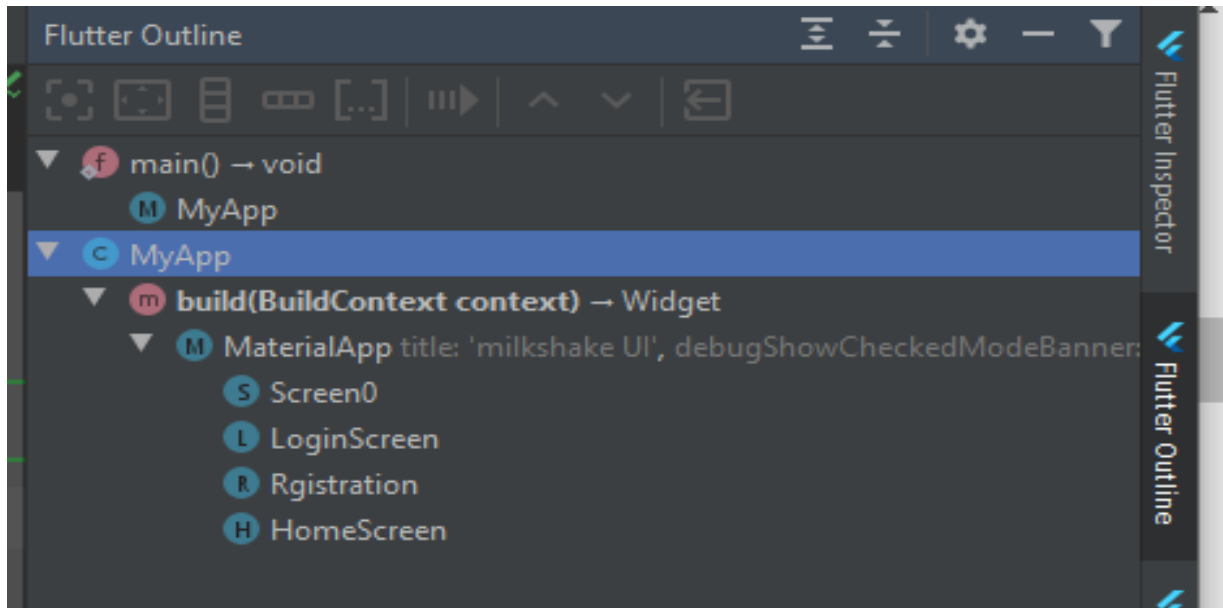 Flutter Outline
f main() → void
M MyApp
C MyApp
m build(BuildContext context) → Widget
M MaterialApp title: 'milkshake UI', debugShowCheckedModeBanner:
S Screen0
L LoginScreen
R Rgistration
H HomeScreen
Flutter Inspector
Flutter Outline